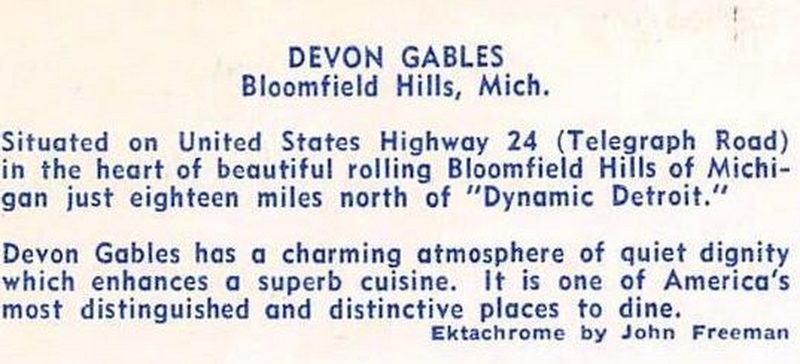 DEVON GABLES
Bloomfield Hills, Mich.
Situated on United States Highway 24 (Telegraph Road)
in the heart of beautiful rolling Bloomfield Hills of Michi-
gan just eighteen miles north of "Dynamic Detroit."
Devon Gables has a charming atmosphere of quiet dignity
which enhances a superb cuisine. It is one of America's
most distinguished and distinctive places to dine.
Ektachrome by John Freeman